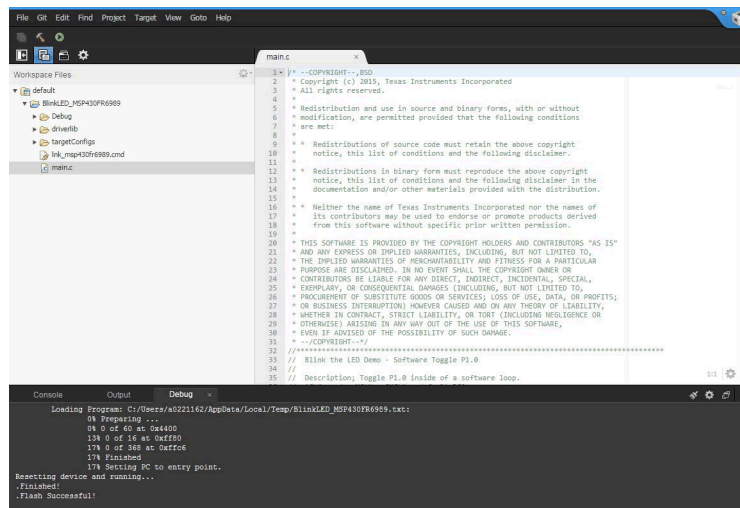 File Git Edit Find Project Target View Goto Help
main.c ×
Workspace Files
default
BlinkLED_MSP430FR6989
Debug
driverlib
targetConfigs
lnk_msp430fr6989.cmd
main.c
1 /* --COPYRIGHT--,BSD
2 * Copyright (c) 2015, Texas Instruments Incorporated
3 * All rights reserved.
4 *
5 * Redistribution and use in source and binary forms, with or without
6 * modification, are permitted provided that the following conditions
7 * are met:
8 *
9 * * Redistributions of source code must retain the above copyright
10 * notice, this list of conditions and the following disclaimer.
11 *
12 * * Redistributions in binary form must reproduce the above copyright
13 * notice, this list of conditions and the following disclaimer in the
14 * documentation and/or other materials provided with the distribution.
15 *
16 * * Neither the name of Texas Instruments Incorporated nor the names of
17 * its contributors may be used to endorse or promote products derived
18 * from this software without specific prior written permission.
19 *
20 * THIS SOFTWARE IS PROVIDED BY THE COPYRIGHT HOLDERS AND CONTRIBUTORS "AS IS"
21 * AND ANY EXPRESS OR IMPLIED WARRANTIES, INCLUDING, BUT NOT LIMITED TO,
22 * THE IMPLIED WARRANTIES OF MERCHANTABILITY AND FITNESS FOR A PARTICULAR
23 * PURPOSE ARE DISCLAIMED. IN NO EVENT SHALL THE COPYRIGHT OWNER OR
24 * CONTRIBUTORS BE LIABLE FOR ANY DIRECT, INDIRECT, INCIDENTAL, SPECIAL,
25 * EXEMPLARY, OR CONSEQUENTIAL DAMAGES (INCLUDING, BUT NOT LIMITED TO,
26 * PROCUREMENT OF SUBSTITUTE GOODS OR SERVICES; LOSS OF USE, DATA, OR PROFITS;
27 * OR BUSINESS INTERRUPTION) HOWEVER CAUSED AND ON ANY THEORY OF LIABILITY,
28 * WHETHER IN CONTRACT, STRICT LIABILITY, OR TORT (INCLUDING NEGLIGENCE OR
29 * OTHERWISE) ARISING IN ANY WAY OUT OF THE USE OF THIS SOFTWARE,
30 * EVEN IF ADVISED OF THE POSSIBILITY OF SUCH DAMAGE.
31 * --/COPYRIGHT--*/
32 //******************************************************************************
33 // Blink the LED Demo - Software Toggle P1.0
34 //
35 // Description; Toggle P1.0 inside of a software loop.
1:1
Console Output Debug ×
Loading Program: C:/Users/a0221162/AppData/Local/Temp/BlinkLED_MSP430FR6989.txt:
0% Preparing ...
0% 0 of 60 at 0x4400
13% 0 of 16 at 0xff80
17% 0 of 368 at 0xffc6
17% Finished
17% Setting PC to entry point.
Resetting device and running...
.Finished!
.Flash Successful!